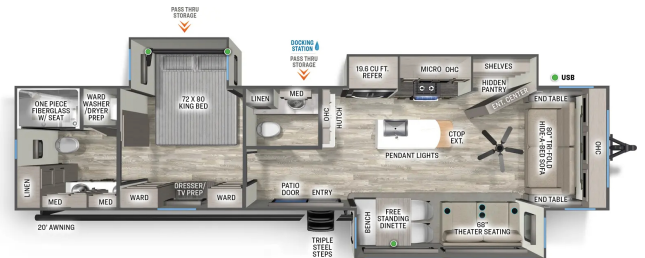 PASS THRU
STORAGE
DOCKING
STATION
PASS THRU
STORAGE
19.6 CU FT.
REFER
MICRO
OHC
SHELVES
HIDDEN
PANTRY
USB
ENT. CENTER
END TABLE
ONE PIECE
FIBERGLASS
W/ SEAT
WARD
WASHER
/DRYER
PREP
72 X 80
KING BED
LINEN
MED
OHC
HUTCH
CTOP
EXT.
PENDANT LIGHTS
80" TRI-FOLD
HIDE-A-BED SOFA
OHC
LINEN
MED
MED
WARD
DRESSER/
TV PREP
WARD
PATIO
DOOR
ENTRY
BENCH
FREE
STANDING
DINETTE
68"
THEATER SEATING
END TABLE
20' AWNING
TRIPLE
STEEL
STEPS